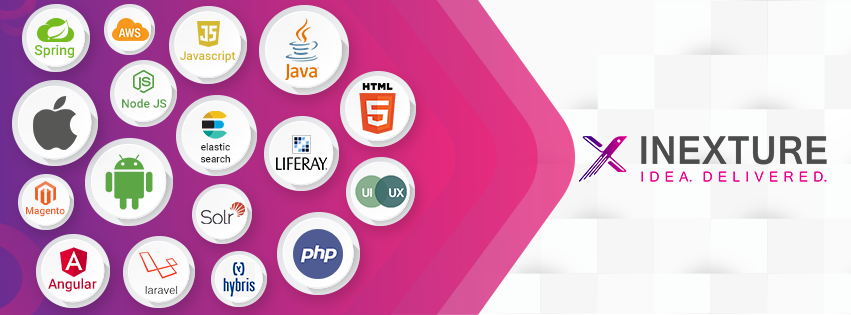 Spring
AWS
JS
Javascript
Java
JS
Node JS
HTML
5
elastic
search
LIFERAY.
UI UX
Magento
Solr
php
Angular
laravel
hybris
INEXTURE
IDEA. DELIVERED.